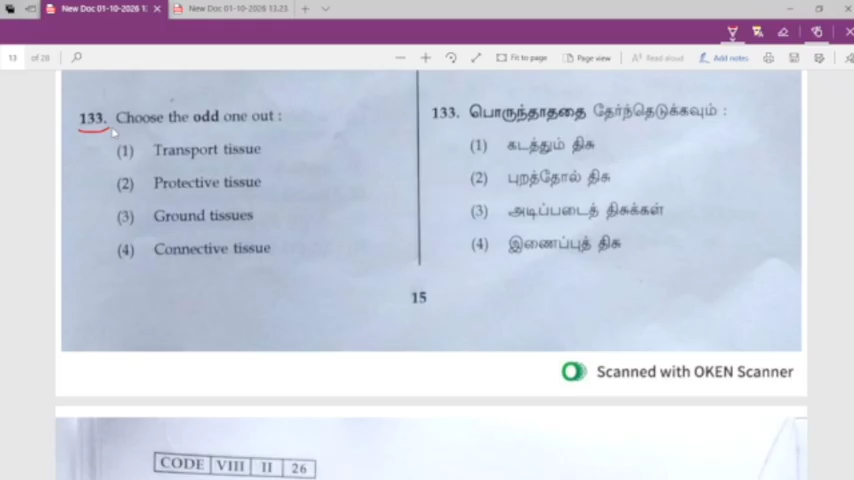 New Doc 01-10-2026 1:
New Doc 01-10-2026 13.23.
13 of 28
Fit to page
Page view
Read aloud
Add notes
133. Choose the odd one out :
(1) Transport tissue
(2) Protective tissue
(3) Ground tissues
(4) Connective tissue
133. பொருந்தாததை தேர்ந்தெடுக்கவும் :
(1) கடத்தும் திசு
(2) புறத்தோல் திசு
(3) அடிப்படைத் திசுக்கள்
(4) இணைப்புத் திசு
15
Scanned with OKEN Scanner
CODE VIII II 26